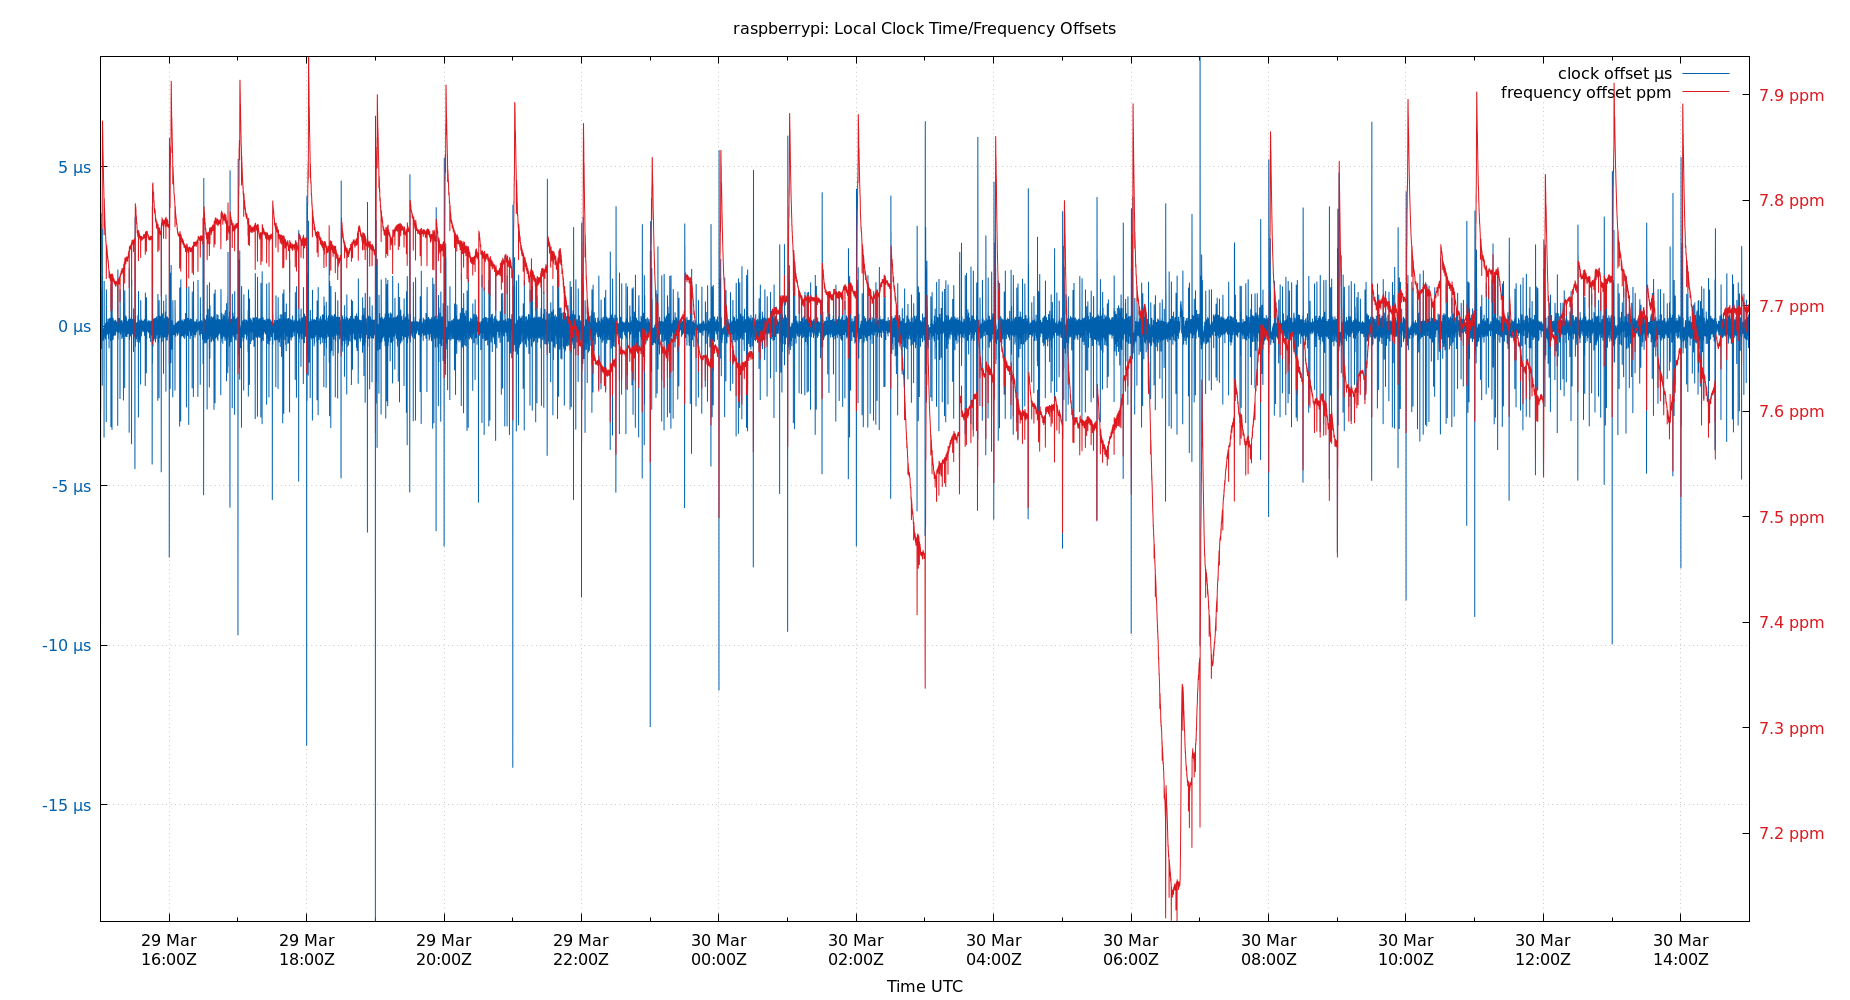 raspberrypi: Local Clock Time/Frequency Offsets
clock offset µs
frequency offset ppm
5 µs
0 µs
-5 µs
-10 µs
-15 µs
7.9 ppm
7.8 ppm
7.7 ppm
7.6 ppm
7.5 ppm
7.4 ppm
7.3 ppm
7.2 ppm
29 Mar 29 Mar 29 Mar 29 Mar 30 Mar 30 Mar 30 Mar 30 Mar 30 Mar 30 Mar 30 Mar 30 Mar
16:00Z 18:00Z 20:00Z 22:00Z 00:00Z 02:00Z 04:00Z 06:00Z 08:00Z 10:00Z 12:00Z 14:00Z
Time UTC